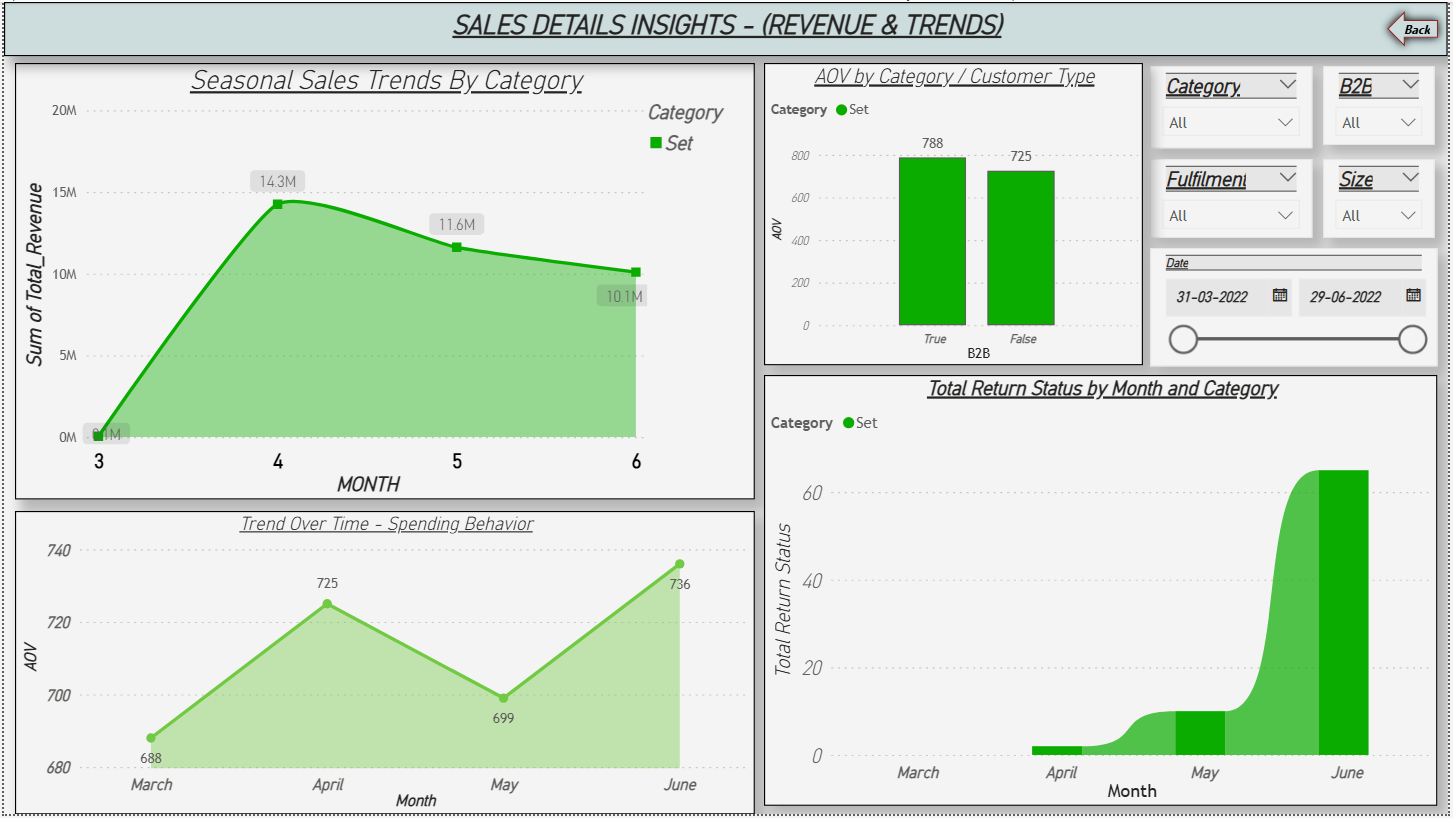 SALES DETAILS INSIGHTS - (REVENUE & TRENDS)
Back
Seasonal Sales Trends By Category
Category
Set
Sum of Total_Revenue
20M
15M
10M
5M
0M
14.3M
11.6M
10.1M
3
4
5
6
MONTH
AOV by Category / Customer Type
Category Set
AOV
800
600
400
200
0
788
725
True
False
B2B
Category
All
B2B
All
Fulfilment
All
Size
All
Date
31-03-2022
29-06-2022
Trend Over Time - Spending Behavior
AOV
740
720
700
680
688
725
699
736
March
April
May
June
Month
Total Return Status by Month and Category
Category Set
Total Return Status
60
40
20
0
March
April
May
June
Month